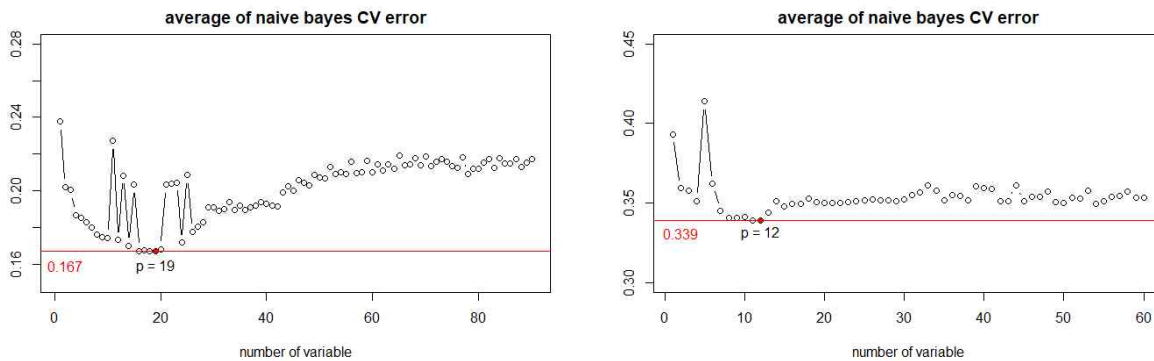 average of naive bayes CV error
0.28
0.24
0.20
0.16
0.167
p = 19
0 20 40 60 80
number of variable
average of naive bayes CV error
0.45
0.40
0.35
0.30
0.339
p = 12
0 10 20 30 40 50 60
number of variable